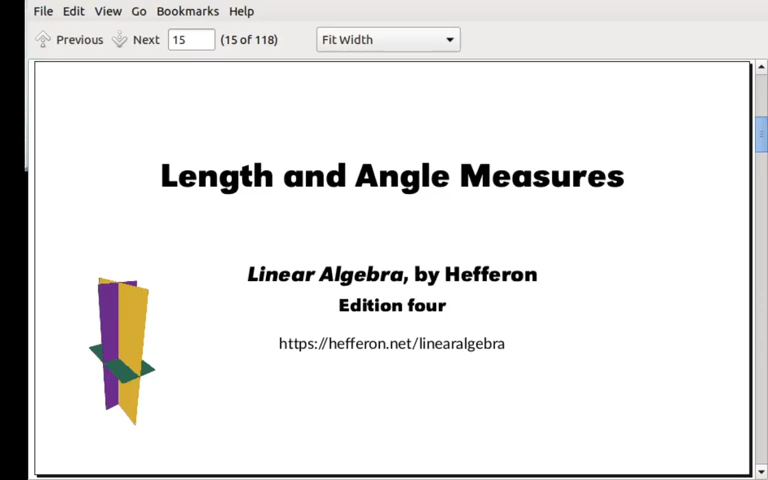 File Edit View Go Bookmarks Help
Previous Next 15 (15 of 118) Fit Width
Length and Angle Measures
Linear Algebra, by Hefferon
Edition four
https://hefferon.net/linearalgebra